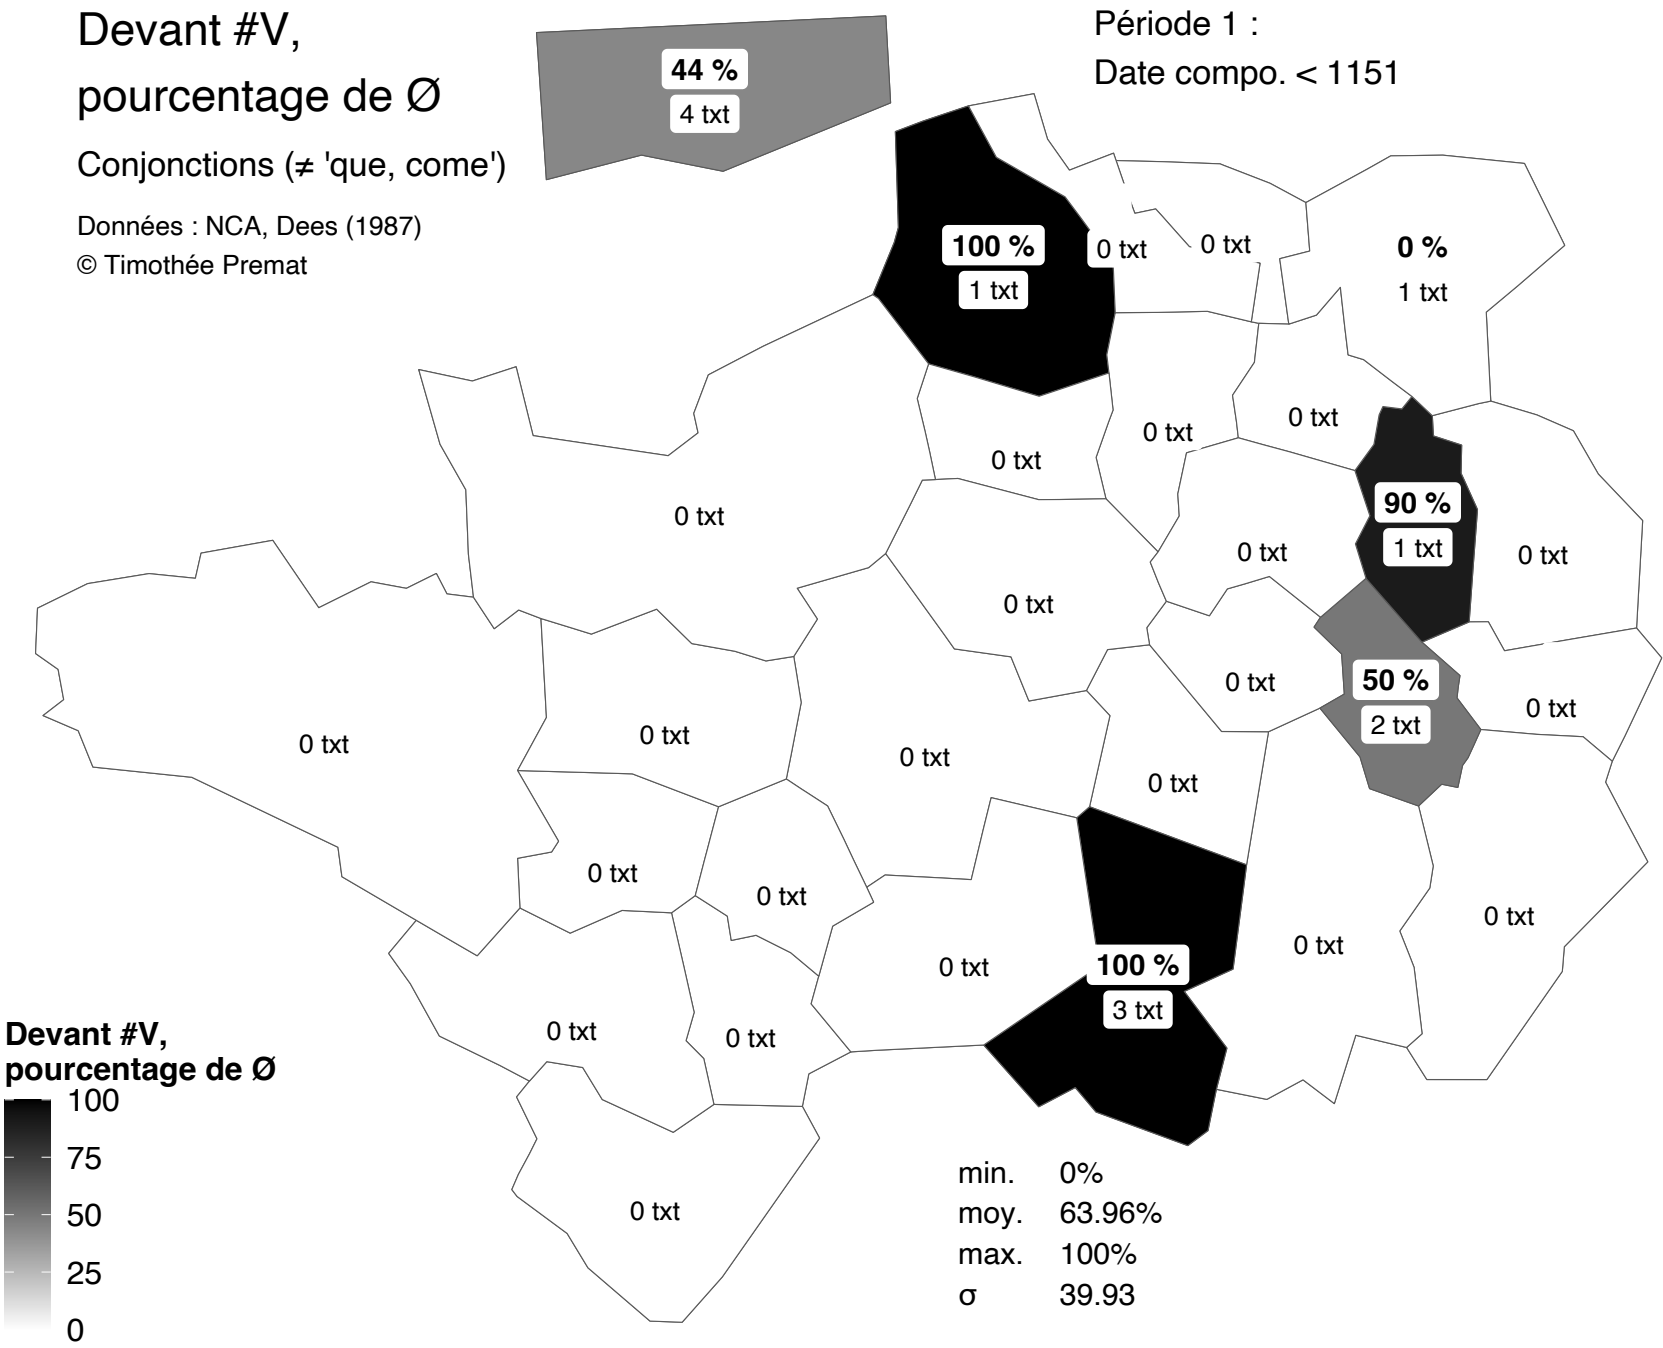 Devant #V,
pourcentage de Ø
Conjonctions (≠ 'que, come')
Données : NCA, Dees (1987)
© Timothée Premat
Période 1 :
Date compo. < 1151
44 %
4 txt
100 %
1 txt
0 txt
0 txt
0 %
1 txt
0 txt
0 txt
0 txt
0 txt
90 %
1 txt
0 txt
0 txt
0 txt
0 txt
50 %
2 txt
0 txt
0 txt
0 txt
0 txt
0 txt
0 txt
0 txt
0 txt
0 txt
0 txt
0 txt
100 %
3 txt
0 txt
0 txt
0 txt
Devant #V,
pourcentage de Ø
100
75
50
25
0
min. 0%
moy. 63.96%
max. 100%
σ 39.93